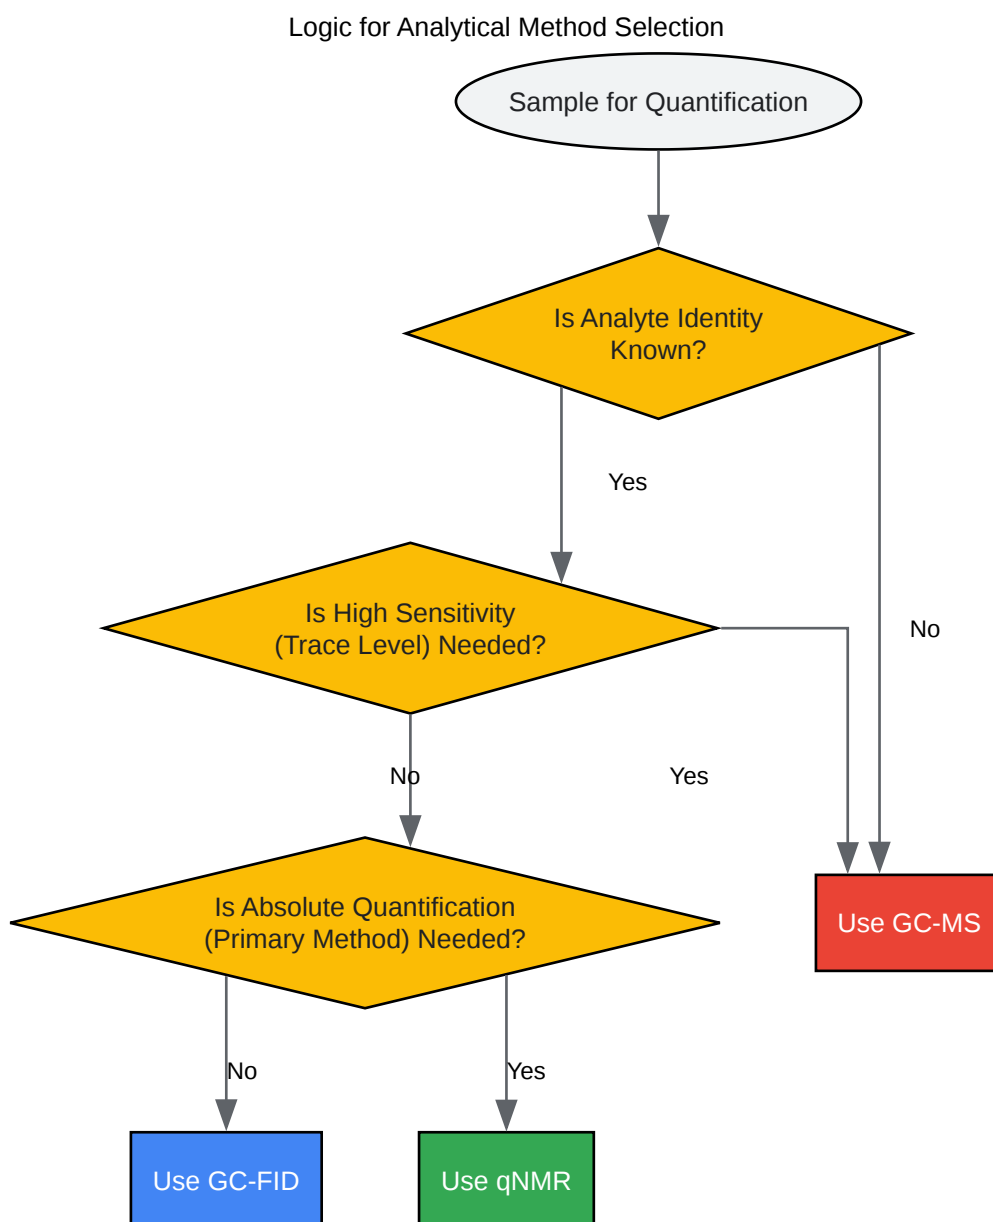 Logic for Analytical Method Selection
Sample for Quantification
Is Analyte Identity
Known?
Yes
Is High Sensitivity
(Trace Level) Needed?
No
No
Yes
Is Absolute Quantification
(Primary Method) Needed?
Use GC-MS
No
Yes
Use GC-FID
Use qNMR